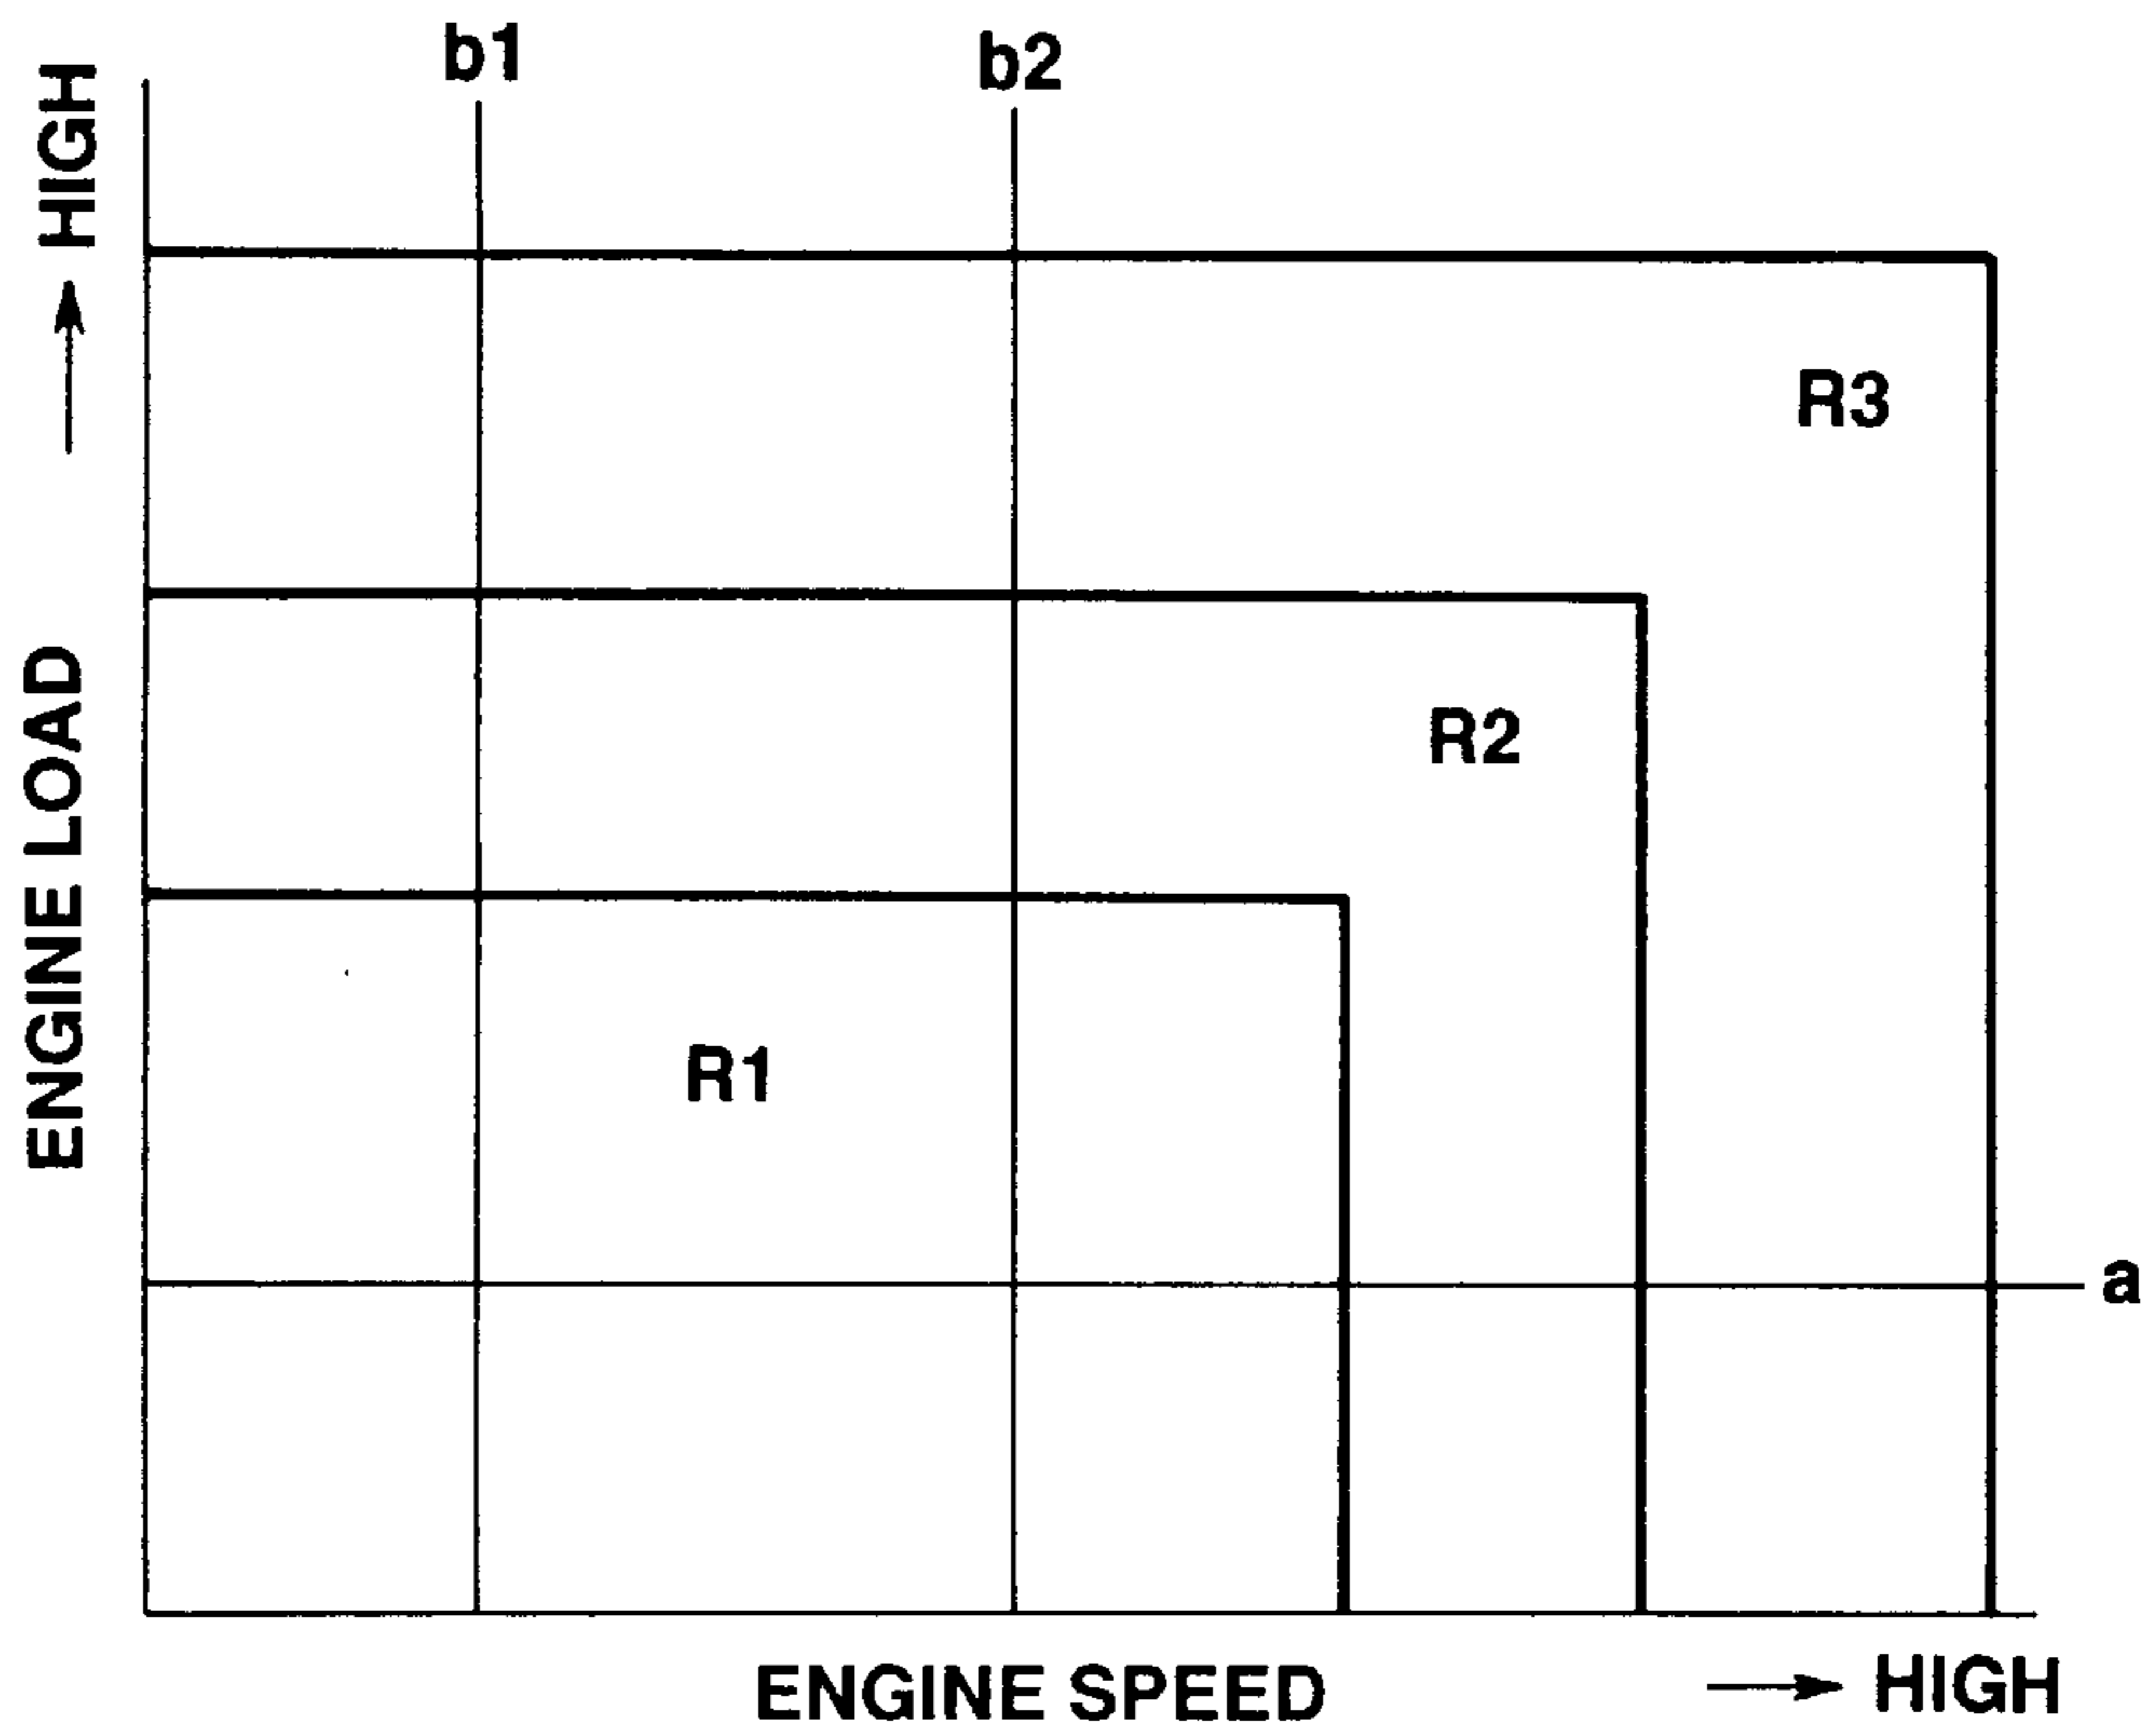 b1
b2
HIGH
R3
ENGINE LOAD
R2
R1
a
ENGINE SPEED
HIGH